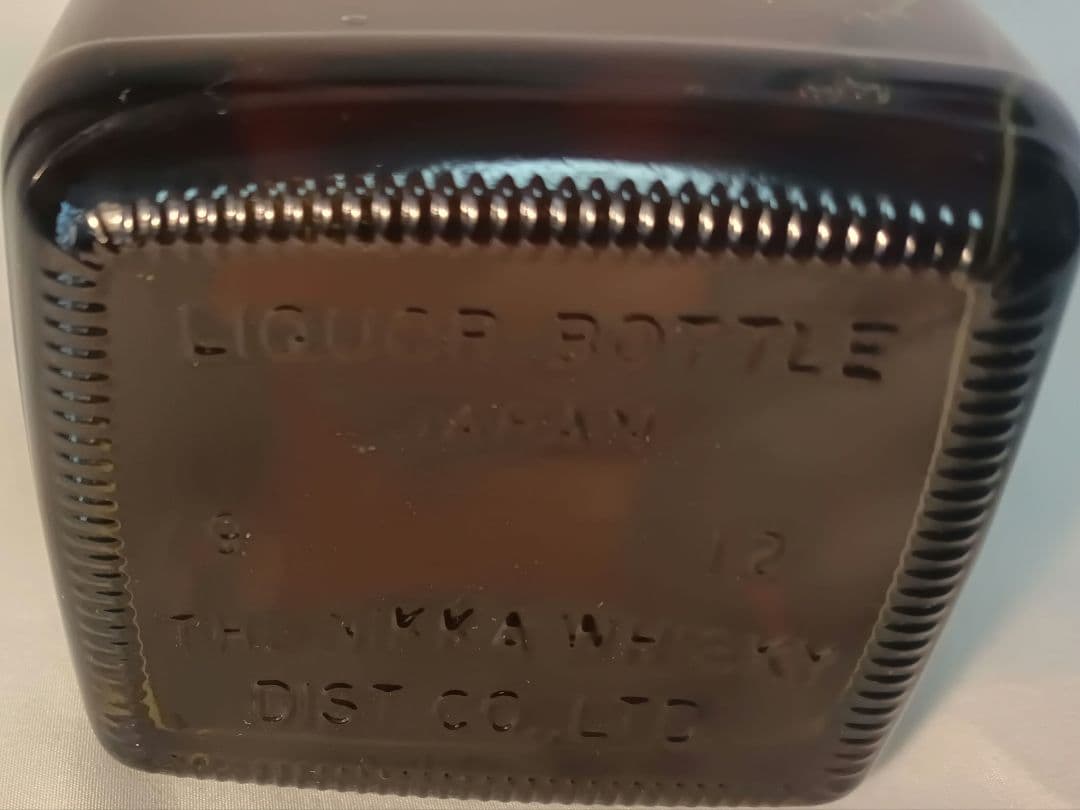 LIQUOR BOTTLE
JAPAN
9 12
THE NIKKA WHISKY
DIST CO., LTD